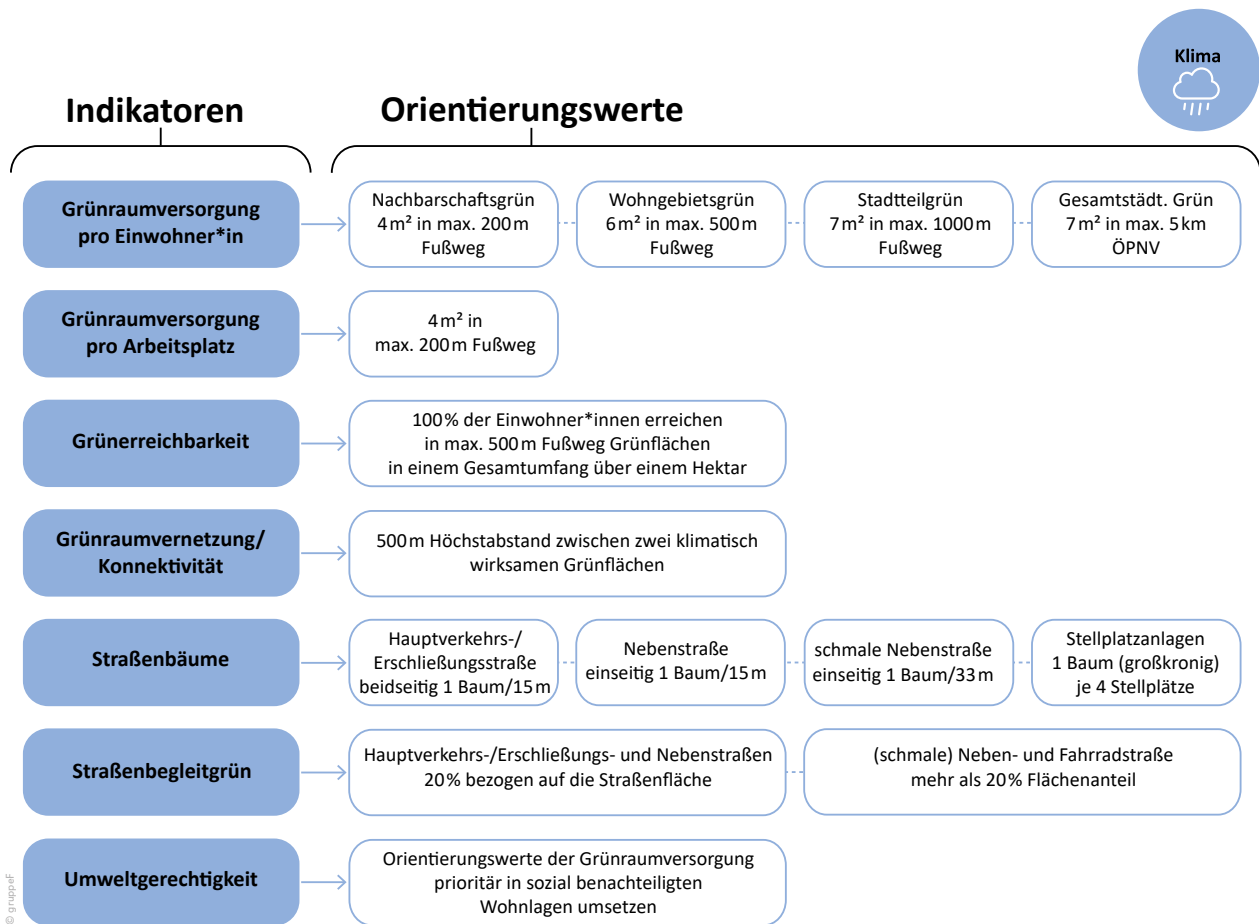 Klima
Indikatoren
Orientierungswerte
Grünraumversorgung
pro Einwohner*in
Nachbarschaftsgrün
4 m² in max. 200 m
Fußweg
Wohngebietsgrün
6 m² in max. 500 m
Fußweg
Stadtteilgrün
7 m² in max. 1000 m
Fußweg
Gesamtstädt. Grün
7 m² in max. 5 km
ÖPNV
Grünraumversorgung
pro Arbeitsplatz
4 m² in
max. 200 m Fußweg
Grünerreichbarkeit
100 % der Einwohner*innen erreichen
in max. 500 m Fußweg Grünflächen
in einem Gesamtumfang über einem Hektar
Grünraumvernetzung/
Konnektivität
500 m Höchstabstand zwischen zwei klimatisch
wirksamen Grünflächen
Straßenbäume
Hauptverkehrs-/
Erschließungsstraße
beidseitig 1 Baum/15 m
Nebenstraße
einseitig 1 Baum/15 m
schmale Nebenstraße
einseitig 1 Baum/33 m
Stellplatzanlagen
1 Baum (großkronig)
je 4 Stellplätze
Straßenbegleitgrün
Hauptverkehrs-/Erschließungs- und Nebenstraßen
20 % bezogen auf die Straßenfläche
(schmale) Neben- und Fahrradstraße
mehr als 20 % Flächenanteil
Umweltgerechtigkeit
Orientierungswerte der Grünraumversorgung
prioritär in sozial benachteiligten
Wohnlagen umsetzen
© gruppeF